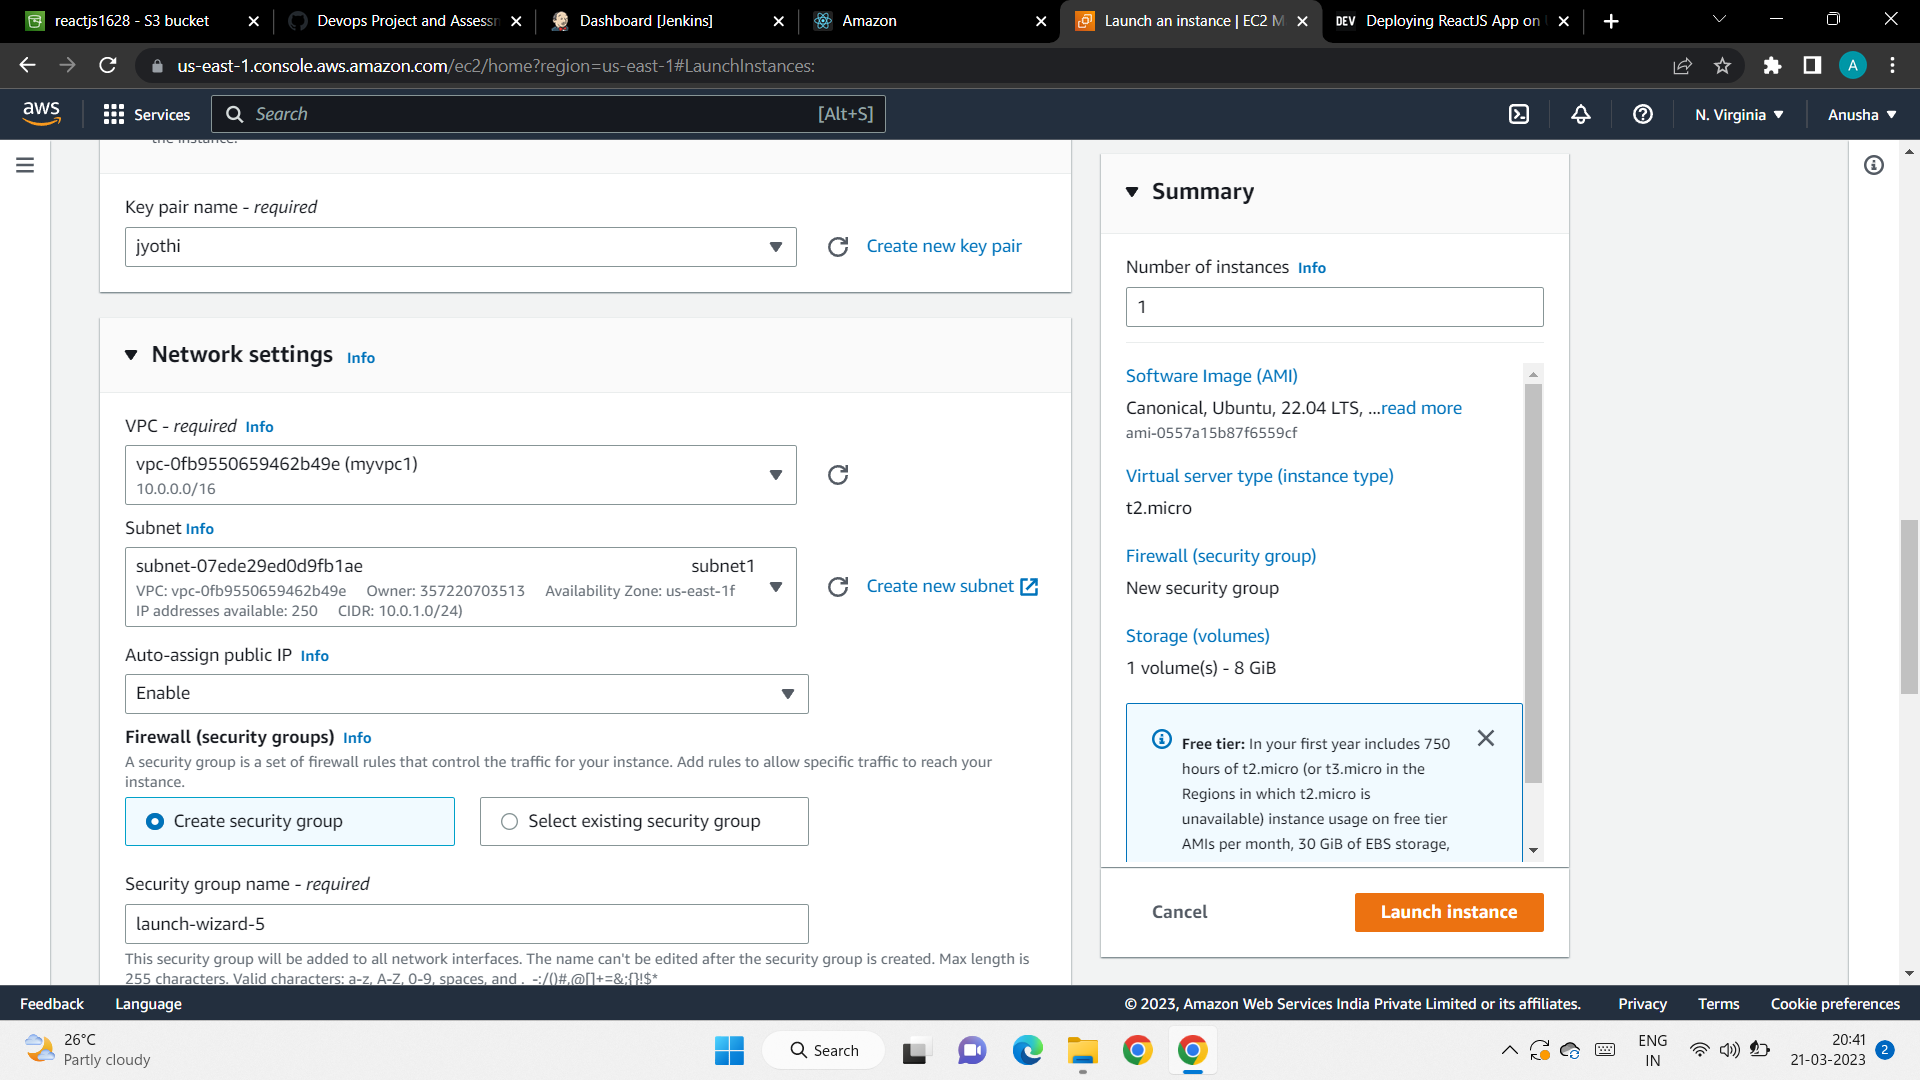 reactjs1628 - S3 bucket
Devops Project and Assessn
Dashboard [Jenkins]
Amazon
Launch an instance | EC2 M
DEV Deploying ReactJS App on
us-east-1.console.aws.amazon.com/ec2/home?region=us-east-1#LaunchInstances:
A
aws
Services
Search
[Alt+S]
N. Virginia
Anusha
the instance.
Key pair name - required
jyothi
Create new key pair
Network settings Info
VPC - required Info
vpc-0fb9550659462b49e (myvpc1)
10.0.0.0/16
Subnet Info
subnet-07ede29ed0d9fb1ae subnet1
VPC: vpc-0fb9550659462b49e Owner: 357220703513 Availability Zone: us-east-1f
IP addresses available: 250 CIDR: 10.0.1.0/24)
Create new subnet
Auto-assign public IP Info
Enable
Firewall (security groups) Info
A security group is a set of firewall rules that control the traffic for your instance. Add rules to allow specific traffic to reach your
instance.
Create security group
Select existing security group
Security group name - required
launch-wizard-5
This security group will be added to all network interfaces. The name can't be edited after the security group is created. Max length is
255 characters. Valid characters: a-z, A-Z, 0-9, spaces, and . _-:/()#,@[]+=&;{}!$*
Summary
Number of instances Info
1
Software Image (AMI)
Canonical, Ubuntu, 22.04 LTS, ...read more
ami-0557a15b87f6559cf
Virtual server type (instance type)
t2.micro
Firewall (security group)
New security group
Storage (volumes)
1 volume(s) - 8 GiB
Free tier: In your first year includes 750
hours of t2.micro (or t3.micro in the
Regions in which t2.micro is
unavailable) instance usage on free tier
AMIs per month, 30 GiB of EBS storage,
Cancel
Launch instance
Feedback
Language
© 2023, Amazon Web Services India Private Limited or its affiliates.
Privacy
Terms
Cookie preferences
26°C
Partly cloudy
Search
ENG
IN
20:41
21-03-2023
2